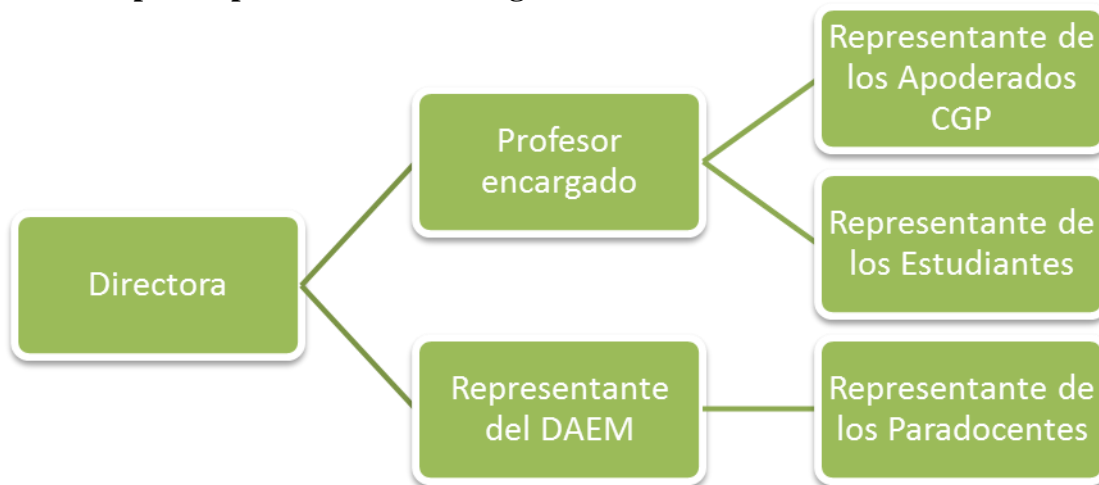 Representante de
los Apoderados
CGP
Profesor
encargado
Representante de
los Estudiantes
Directora
Representante
del DAEM
Representante de
los Paradocentes